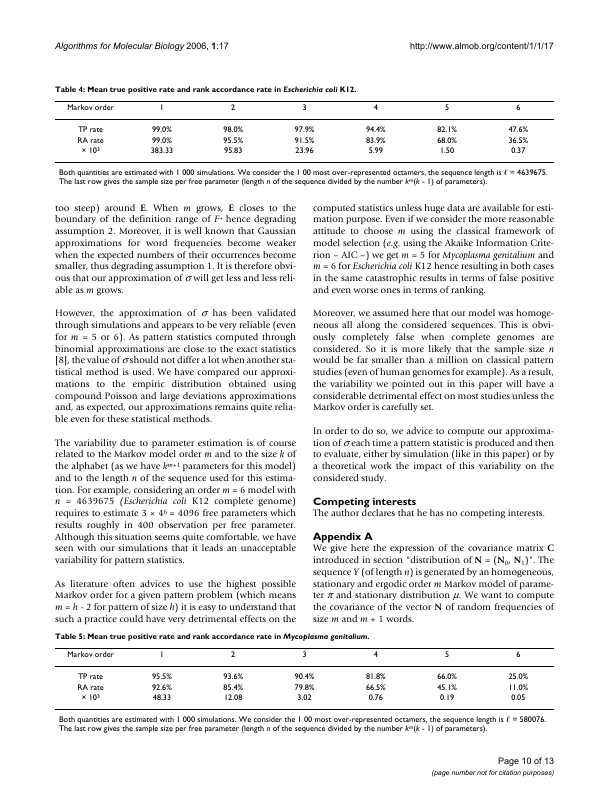 Algorithms for Molecular Biology 2006, 1:17
http://www.almob.org/content/1/1/17
Table 4: Mean true positive rate and rank accordance rate in Escherichia coli K12.
Markov order 1 2 3 4 5 6
TP rate 99.0% 98.0% 97.9% 94.4% 82.1% 47.6%
RA rate 99.0% 95.5% 91.5% 83.9% 68.0% 36.5%
× 10³ 383.33 95.83 23.96 5.99 1.50 0.37
Both quantities are estimated with 1 000 simulations. We consider the 1 00 most over-represented octamers, the sequence length is ℓ = 4639675.
The last row gives the sample size per free parameter (length n of the sequence divided by the number kᵐ(k - 1) of parameters).
too steep) around E. When m grows, E closes to the
boundary of the definition range of F⁺ hence degrading
assumption 2. Moreover, it is well known that Gaussian
approximations for word frequencies become weaker
when the expected numbers of their occurrences become
smaller, thus degrading assumption 1. It is therefore obvi-
ous that our approximation of σ will get less and less reli-
able as m grows.
However, the approximation of σ has been validated
through simulations and appears to be very reliable (even
for m = 5 or 6). As pattern statistics computed through
binomial approximations are close to the exact statistics
[8], the value of σ should not differ a lot when another sta-
tistical method is used. We have compared our approxi-
mations to the empiric distribution obtained using
compound Poisson and large deviations approximations
and, as expected, our approximations remains quite relia-
ble even for these statistical methods.
The variability due to parameter estimation is of course
related to the Markov model order m and to the size k of
the alphabet (as we have kᵐ⁺¹ parameters for this model)
and to the length n of the sequence used for this estima-
tion. For example, considering an order m = 6 model with
n = 4639675 (Escherichia coli K12 complete genome)
requires to estimate 3 × 4⁶ = 4096 free parameters which
results roughly in 400 observation per free parameter.
Although this situation seems quite comfortable, we have
seen with our simulations that it leads an unacceptable
variability for pattern statistics.
As literature often advices to use the highest possible
Markov order for a given pattern problem (which means
m = h - 2 for pattern of size h) it is easy to understand that
such a practice could have very detrimental effects on the
computed statistics unless huge data are available for esti-
mation purpose. Even if we consider the more reasonable
attitude to choose m using the classical framework of
model selection (e.g. using the Akaike Information Crite-
rion – AIC –) we get m = 5 for Mycoplasma genitalium and
m = 6 for Escherichia coli K12 hence resulting in both cases
in the same catastrophic results in terms of false positive
and even worse ones in terms of ranking.
Moreover, we assumed here that our model was homoge-
neous all along the considered sequences. This is obvi-
ously completely false when complete genomes are
considered. So it is more likely that the sample size n
would be far smaller than a million on classical pattern
studies (even of human genomes for example). As a result,
the variability we pointed out in this paper will have a
considerable detrimental effect on most studies unless the
Markov order is carefully set.
In order to do so, we advice to compute our approxima-
tion of σ each time a pattern statistic is produced and then
to evaluate, either by simulation (like in this paper) or by
a theoretical work the impact of this variability on the
considered study.
Competing interests
The author declares that he has no competing interests.
Appendix A
We give here the expression of the covariance matrix C
introduced in section "distribution of N = (N₀, N₁)". The
sequence Y (of length n) is generated by an homogeneous,
stationary and ergodic order m Markov model of parame-
ter π and stationary distribution μ. We want to compute
the covariance of the vector N of random frequencies of
size m and m + 1 words.
Table 5: Mean true positive rate and rank accordance rate in Mycoplasma genitalium.
Markov order 1 2 3 4 5 6
TP rate 95.5% 93.6% 90.4% 81.8% 66.0% 25.0%
RA rate 92.6% 85.4% 79.8% 66.5% 45.1% 11.0%
× 10³ 48.33 12.08 3.02 0.76 0.19 0.05
Both quantities are estimated with 1 000 simulations. We consider the 1 00 most over-represented octamers, the sequence length is ℓ = 580076.
The last row gives the sample size per free parameter (length n of the sequence divided by the number kᵐ(k - 1) of parameters).
Page 10 of 13
(page number not for citation purposes)